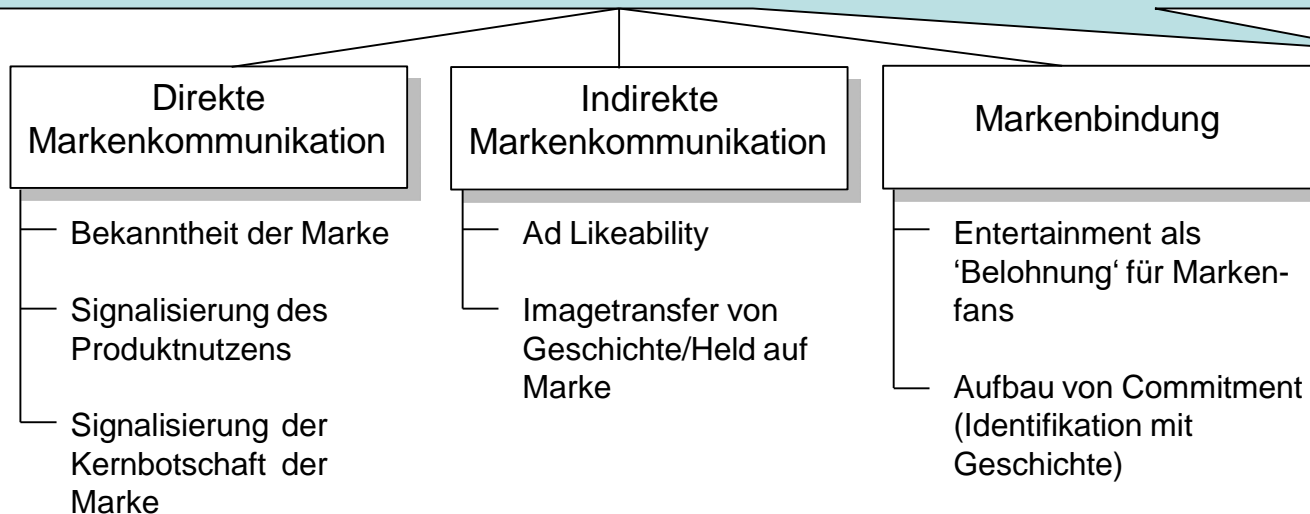 Direkte
Markenkommunikation
Bekanntheit der Marke
Signalisierung des
Produktnutzens
Signalisierung der
Kernbotschaft der
Marke
Indirekte
Markenkommunikation
Ad Likeability
Imagetransfer von
Geschichte/Held auf
Marke
Markenbindung
Entertainment als
‘Belohnung‘ für Marken-
fans
Aufbau von Commitment
(Identifikation mit
Geschichte)